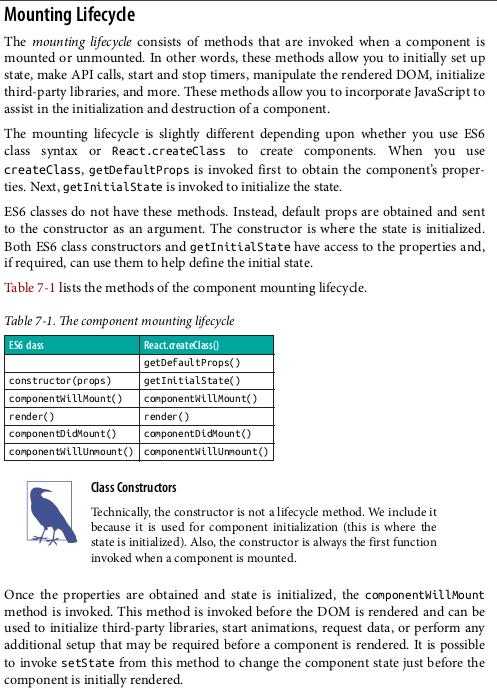 Mounting Lifecycle
The mounting lifecycle consists of methods that are invoked when a component is
mounted or unmounted. In other words, these methods allow you to initially set up
state, make API calls, start and stop timers, manipulate the rendered DOM, initialize
third-party libraries, and more. These methods allow you to incorporate JavaScript to
assist in the initialization and destruction of a component.
The mounting lifecycle is slightly different depending upon whether you use ES6
class syntax or React.createClass to create components. When you use
createClass, getDefaultProps is invoked first to obtain the component's proper-
ties. Next, getInitialState is invoked to initialize the state.
ES6 classes do not have these methods. Instead, default props are obtained and sent
to the constructor as an argument. The constructor is where the state is initialized.
Both ES6 class constructors and getInitialState have access to the properties and,
if required, can use them to help define the initial state.
Table 7-1 lists the methods of the component mounting lifecycle.
Table 7-1. The component mounting lifecycle
ES6 class React.createClass()
getDefaultProps()
constructor(props) getInitialState()
componentWillMount() componentWillMount()
render() render()
componentDidMount() componentDidMount()
componentWillUnmount() componentWillUnmount()
Class Constructors
Technically, the constructor is not a lifecycle method. We include it
because it is used for component initialization (this is where the
state is initialized). Also, the constructor is always the first function
invoked when a component is mounted.
Once the properties are obtained and state is initialized, the componentWillMount
method is invoked. This method is invoked before the DOM is rendered and can be
used to initialize third-party libraries, start animations, request data, or perform any
additional setup that may be required before a component is rendered. It is possible
to invoke setState from this method to change the component state just before the
component is initially rendered.